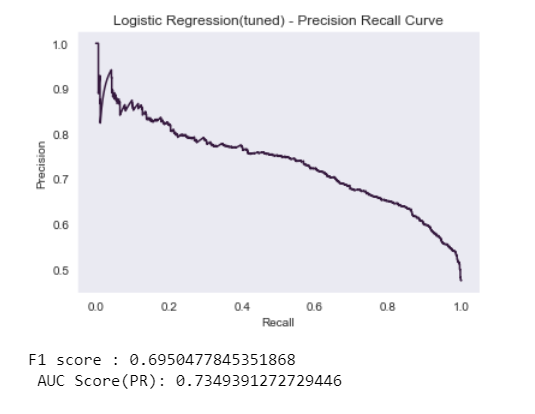 Logistic Regression(tuned) - Precision Recall Curve
1.0
0.9
0.8
0.7
0.6
0.5
Precision
0.0 0.2 0.4 0.6 0.8 1.0
Recall
F1 score : 0.6950477845351868
AUC Score(PR): 0.7349391272729446